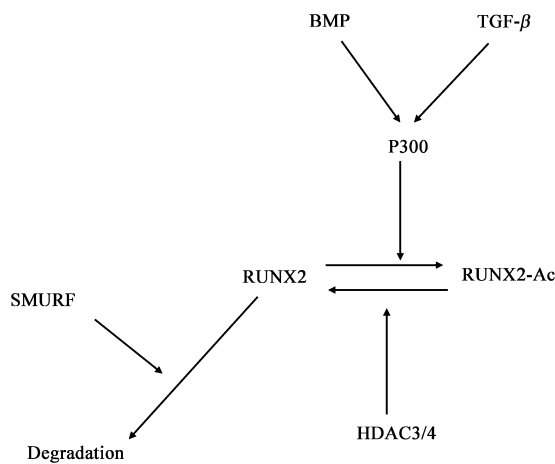 BMP TGF-β
P300
RUNX2 RUNX2-Ac
SMURF
HDAC3/4
Degradation